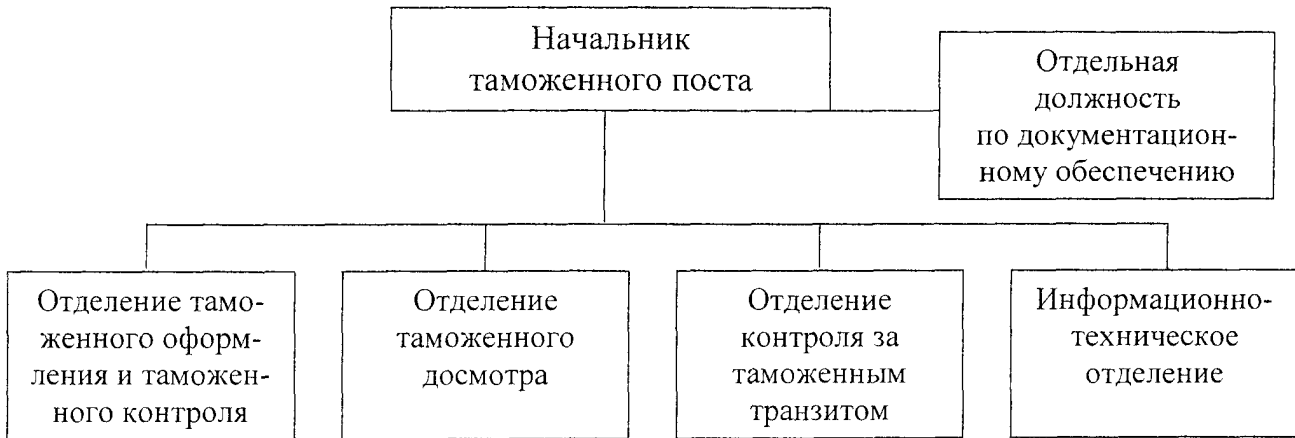 Начальник
таможенного поста
Отдельная
должность
по документацион-
ному обеспечению
Отделение тамо-
женного оформ-
ления и таможен-
ного контроля
Отделение
таможенного
досмотра
Отделение
контроля за
таможенным
транзитом
Информационно-
техническое
отделение